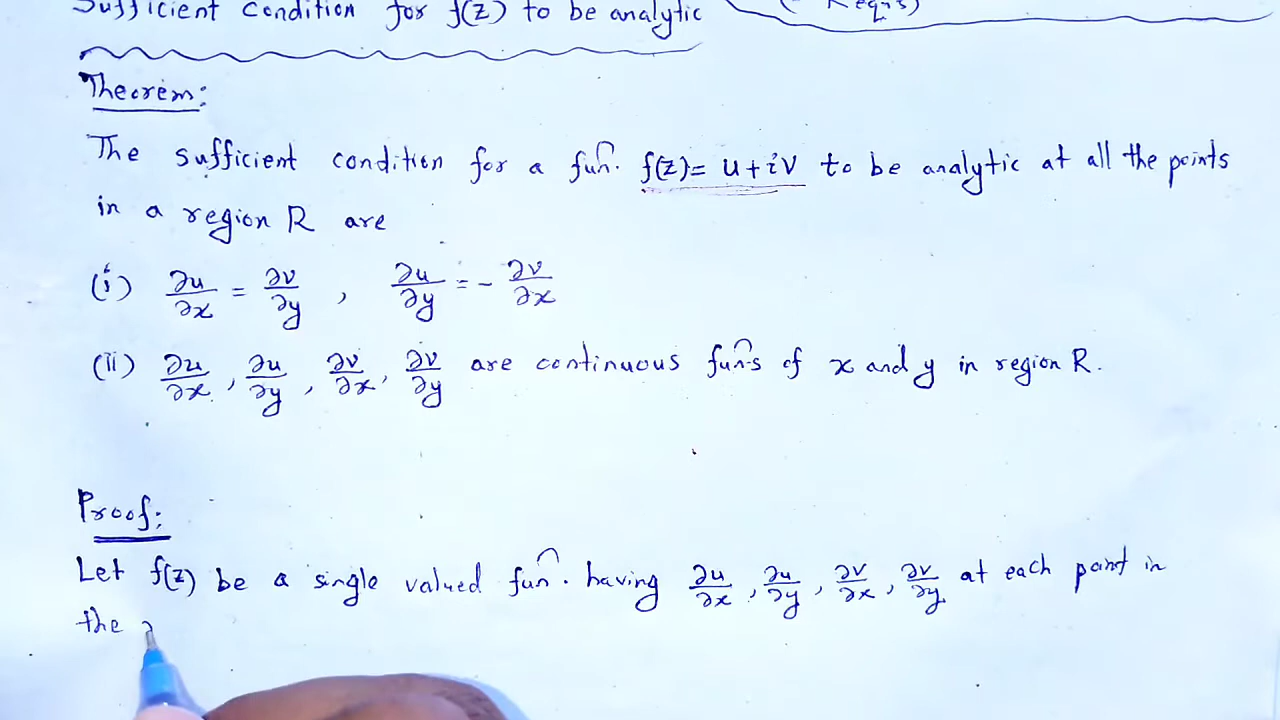 Sufficient Condition for f(z) to be analytic
Theorem:
The sufficient condition for a fun. f(z)= u+iv to be analytic at all the points
in a region R are
(i) ∂u/∂x = ∂v/∂y , ∂u/∂y = - ∂v/∂x
(ii) ∂u/∂x , ∂u/∂y , ∂v/∂x , ∂v/∂y are continuous funs of x and y in region R.
Proof:
Let f(z) be a single valued fun. having ∂u/∂x , ∂u/∂y , ∂v/∂x , ∂v/∂y at each point in
the